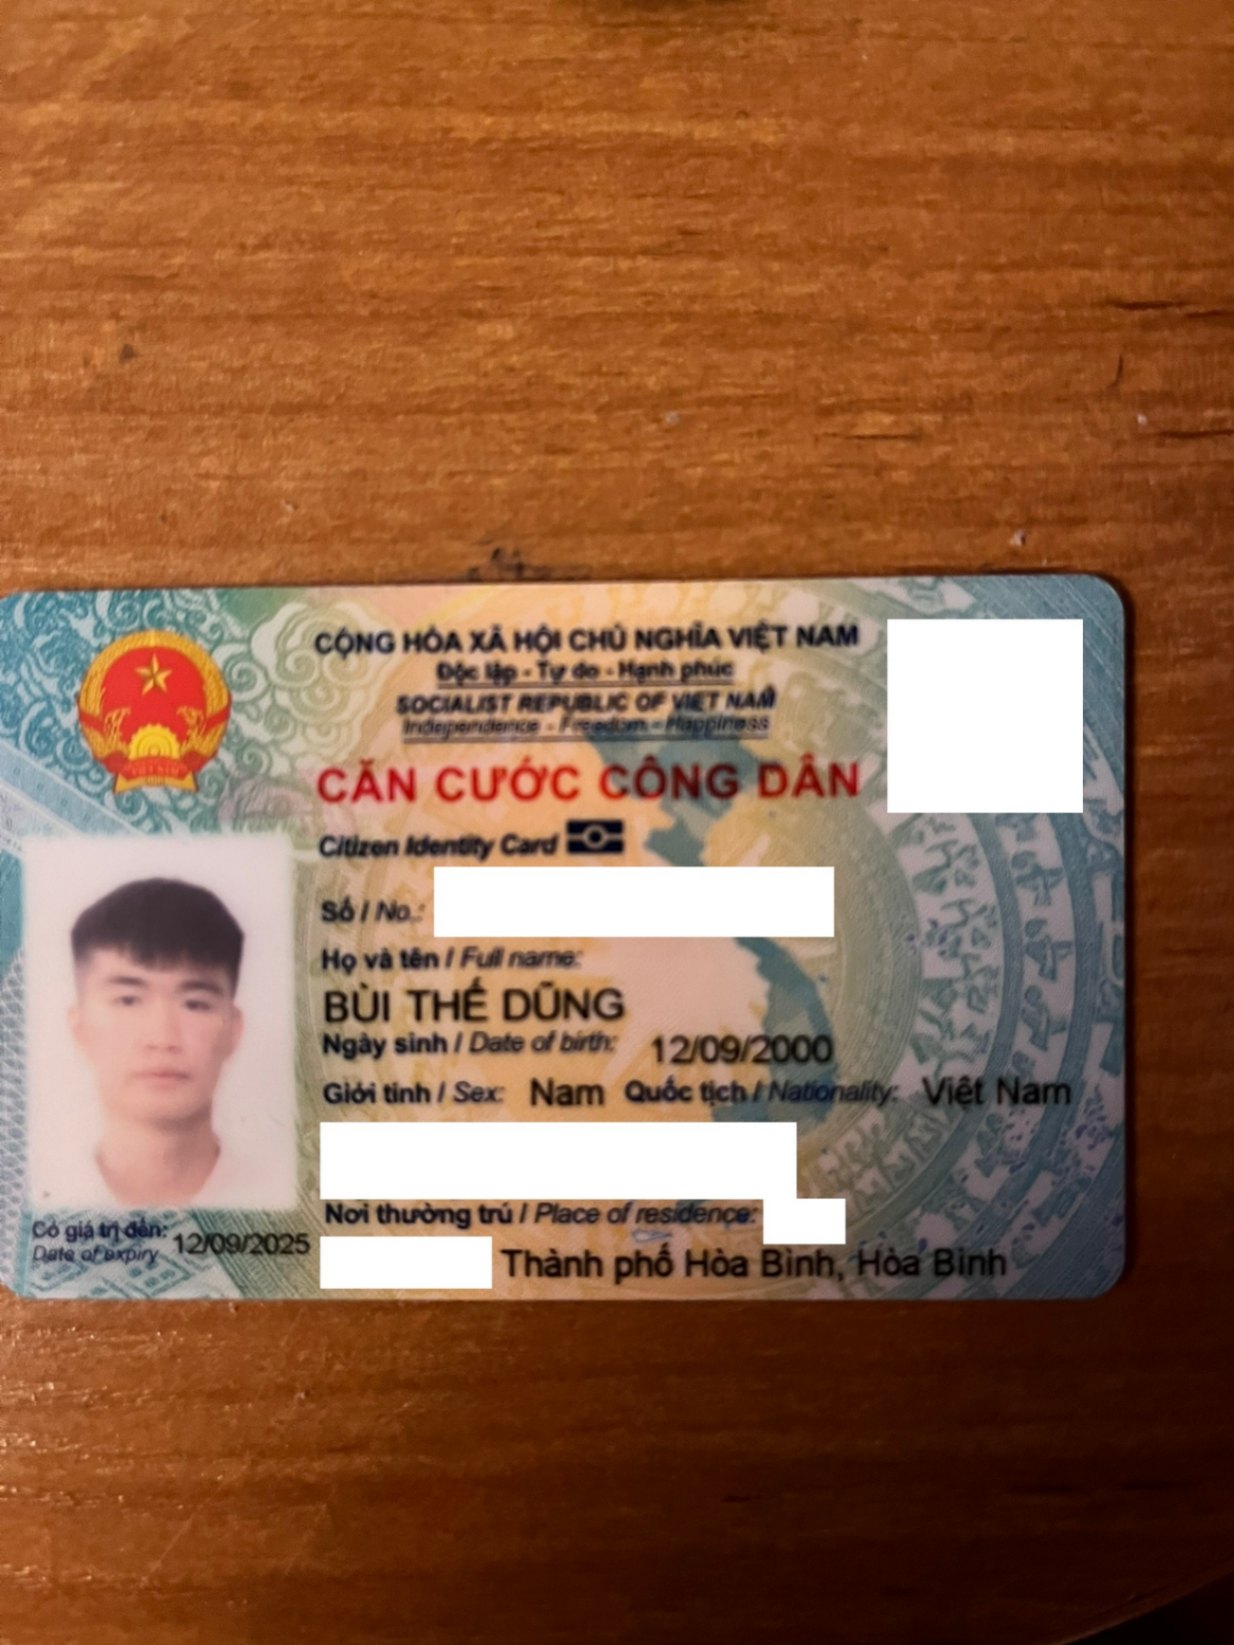 CỘNG HÒA XÃ HỘI CHỦ NGHĨA VIỆT NAM
Độc lập - Tự do - Hạnh phúc
SOCIALIST REPUBLIC OF VIET NAM
Independence - Freedom - Happiness
CĂN CƯỚC CÔNG DÂN
Citizen Identity Card
Số / No.:
Họ và tên / Full name:
BÙI THẾ DŨNG
Ngày sinh / Date of birth: 12/09/2000
Giới tính / Sex: Nam Quốc tịch / Nationality: Việt Nam
Nơi thường trú / Place of residence:
Thành phố Hòa Bình, Hòa Bình
Có giá trị đến: 12/09/2025
Date of expiry